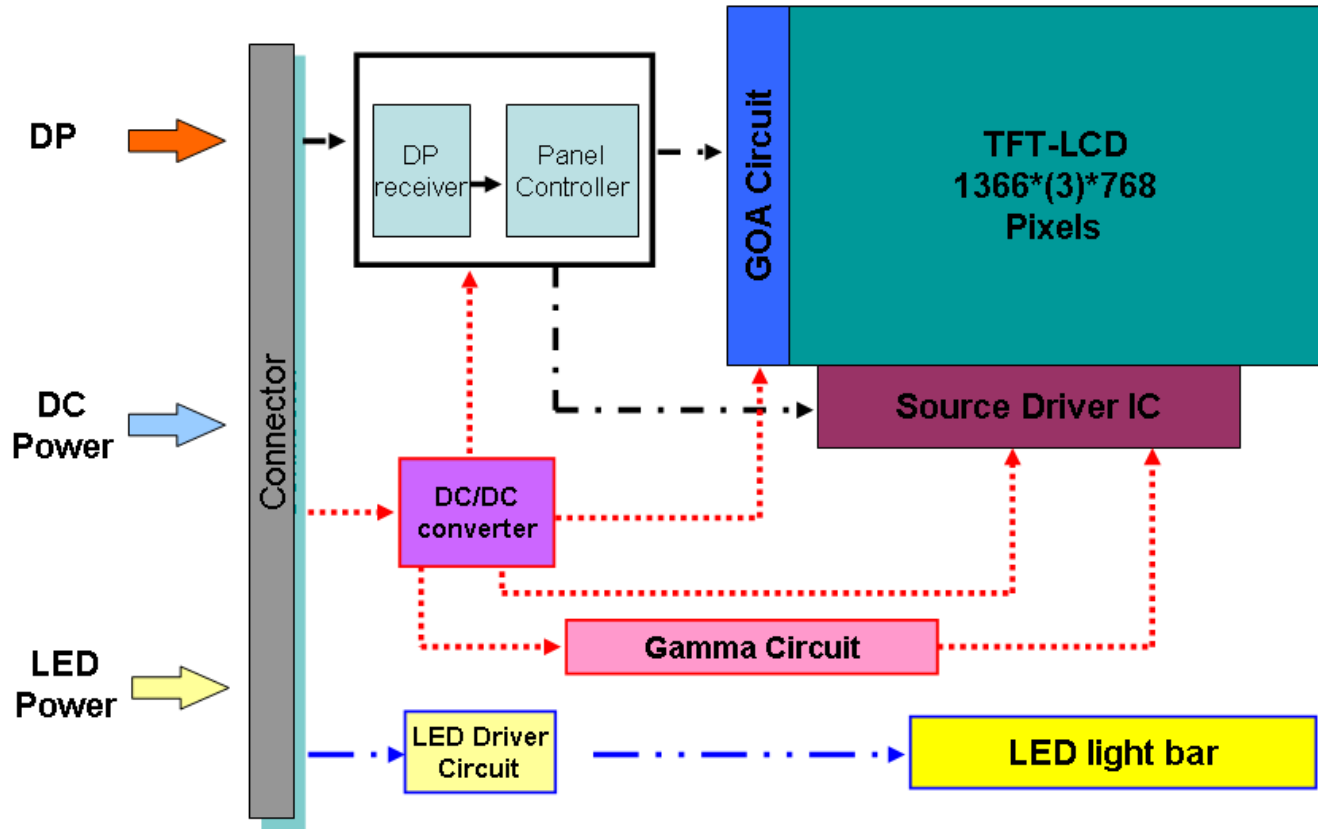 DP
DC
Power
LED
Power
Connector
DP
receiver
Panel
Controller
GOA Circuit
TFT-LCD
1366*(3)*768
Pixels
Source Driver IC
DC/DC
converter
Gamma Circuit
LED Driver
Circuit
LED light bar